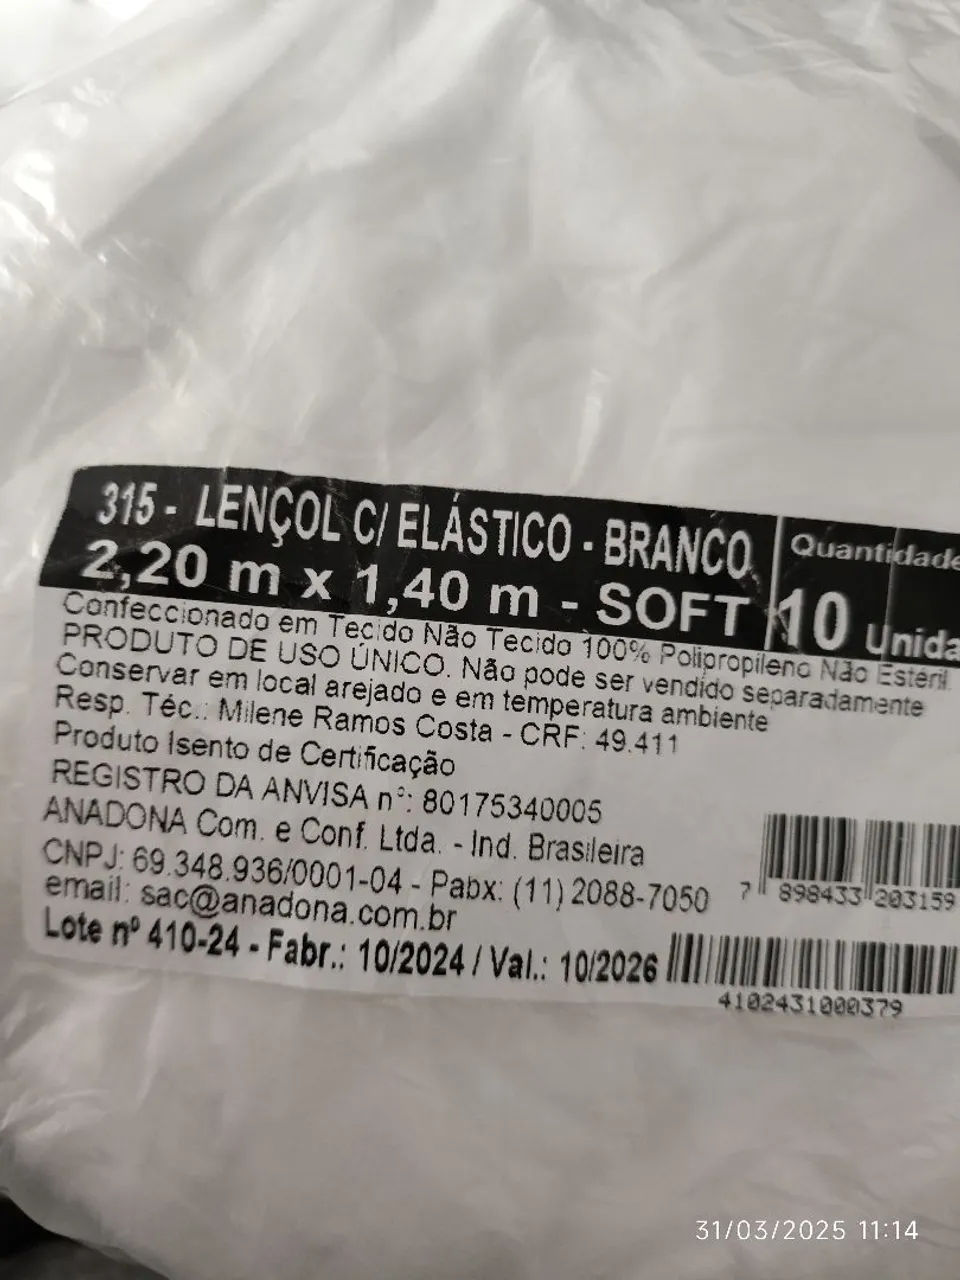 315 - LENÇOL C/ ELÁSTICO - BRANCO
2,20 m x 1,40 m - SOFT
Quantidade
10 Unida
Confeccionado em Tecido Não Tecido 100% Polipropileno Não Estéril
PRODUTO DE USO ÚNICO. Não pode ser vendido separadamente
Conservar em local arejado e em temperatura ambiente
Resp. Téc.: Milene Ramos Costa - CRF: 49.411
Produto Isento de Certificação
REGISTRO DA ANVISA nº: 80175340005
ANADONA Com. e Conf. Ltda. - Ind. Brasileira
CNPJ: 69.348.936/0001-04 - Pabx: (11) 2088-7050
email: sac@anadona.com.br
7 898433 203159
Lote nº 410-24 - Fabr.: 10/2024 / Val.: 10/2026
4102431000379
31/03/2025 11:14